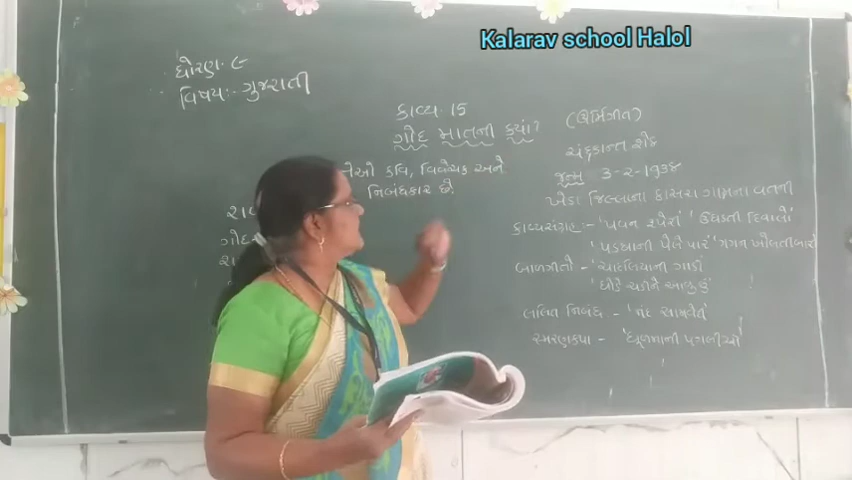 Kalarav school Halol
ધોરણ. ૯
વિષય:- ગુજરાતી
કાવ્ય 15
ગોદ માતની ક્યાં?
(ઊર્મિગીત)
ચંદ્રકાન્ત શેઠ
જન્મ 3-2-1938
તેઓ કવિ, વિવેચક અને
નિબંધકાર છે.
ખેડા જિલ્લાના કાસરા ગામના વતની
કાવ્યસંગ્રહ:- 'પવન રૂપેરી' 'ઉઘડતી દિવાલો'
'પડઘાની પેલે પાર' 'ગગન ખોલતી બારી'
બાળગીતો - 'ચાંદલિયાની ગાડી'
'ઘોડે ચડીને આવું છું'
લલિત નિબંધ - 'નંદ સામવેદી'
સ્મરણકથા - 'ધૂળમાની પગલીઓ'
ગોદ